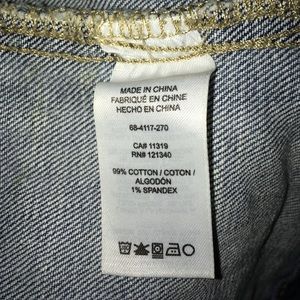 MADE IN CHINA
FABRIQUÉ EN CHINE
HECHO EN CHINA
68-4117-270
CA# 11319
RN# 121340
99% COTTON / COTON /
ALGODÓN
1% SPANDEX